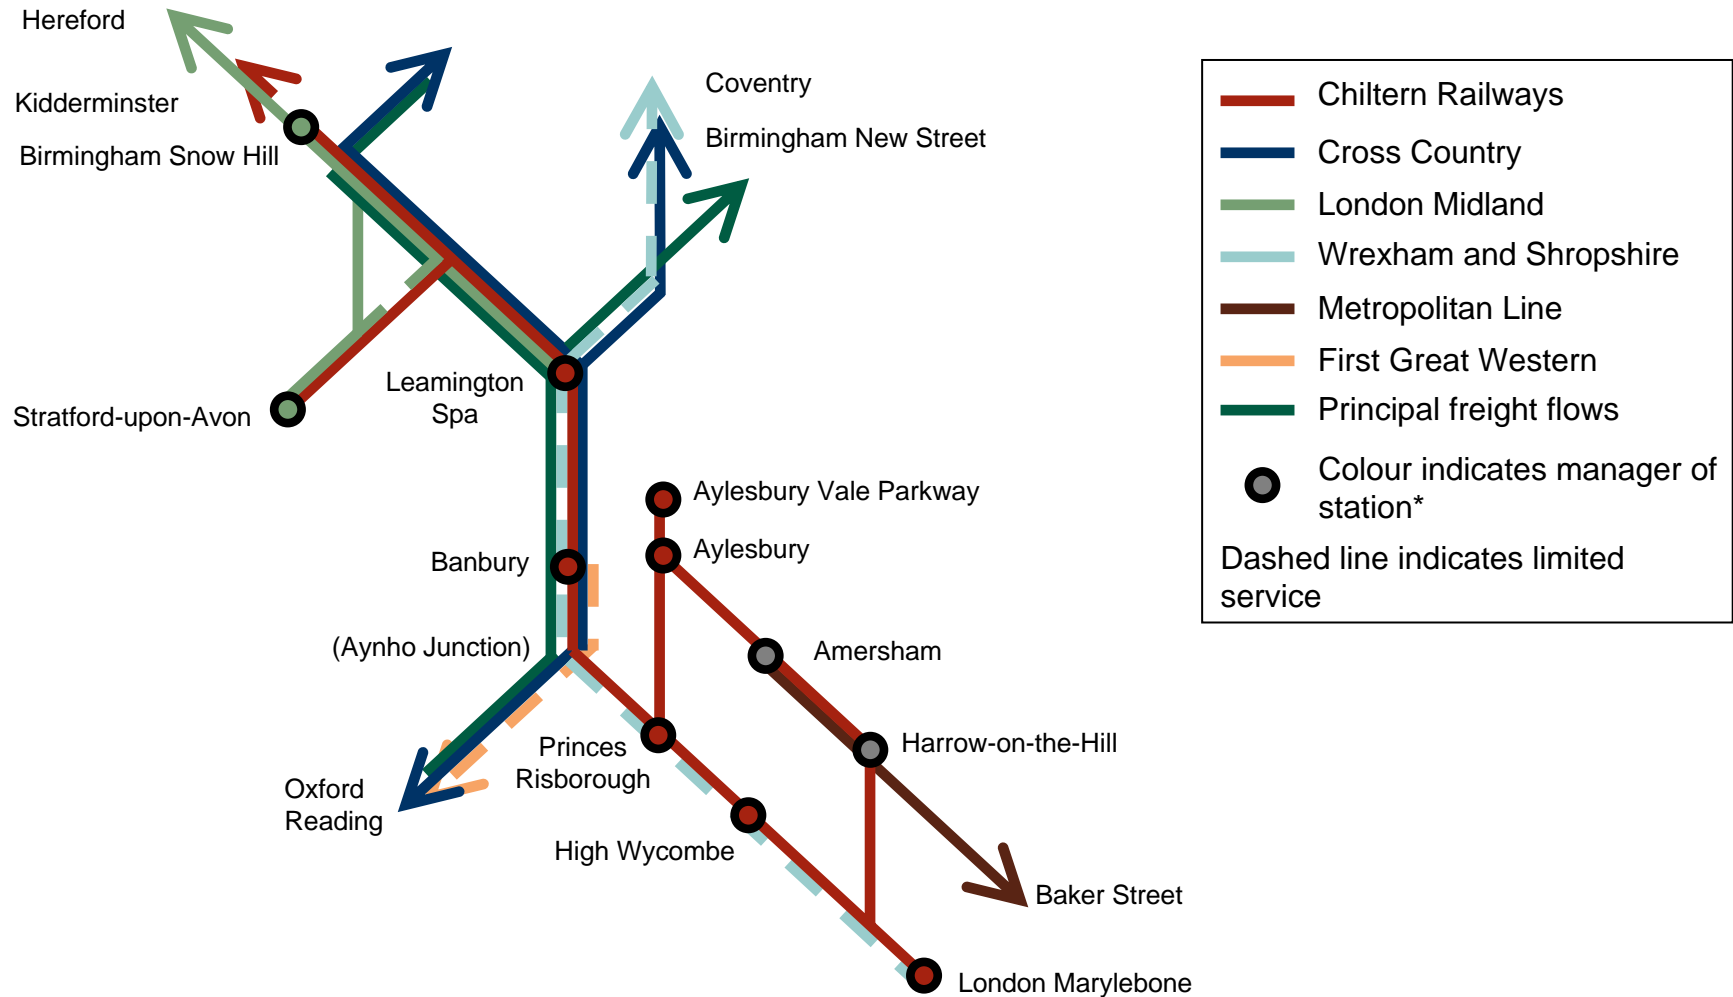 Hereford
Kidderminster
Birmingham Snow Hill
Coventry
Birmingham New Street
Leamington
Spa
Stratford-upon-Avon
Aylesbury Vale Parkway
Aylesbury
Banbury
(Aynho Junction)
Amersham
Harrow-on-the-Hill
Princes
Risborough
Oxford
Reading
High Wycombe
Baker Street
London Marylebone
Chiltern Railways
Cross Country
London Midland
Wrexham and Shropshire
Metropolitan Line
First Great Western
Principal freight flows
Colour indicates manager of
station*
Dashed line indicates limited
service